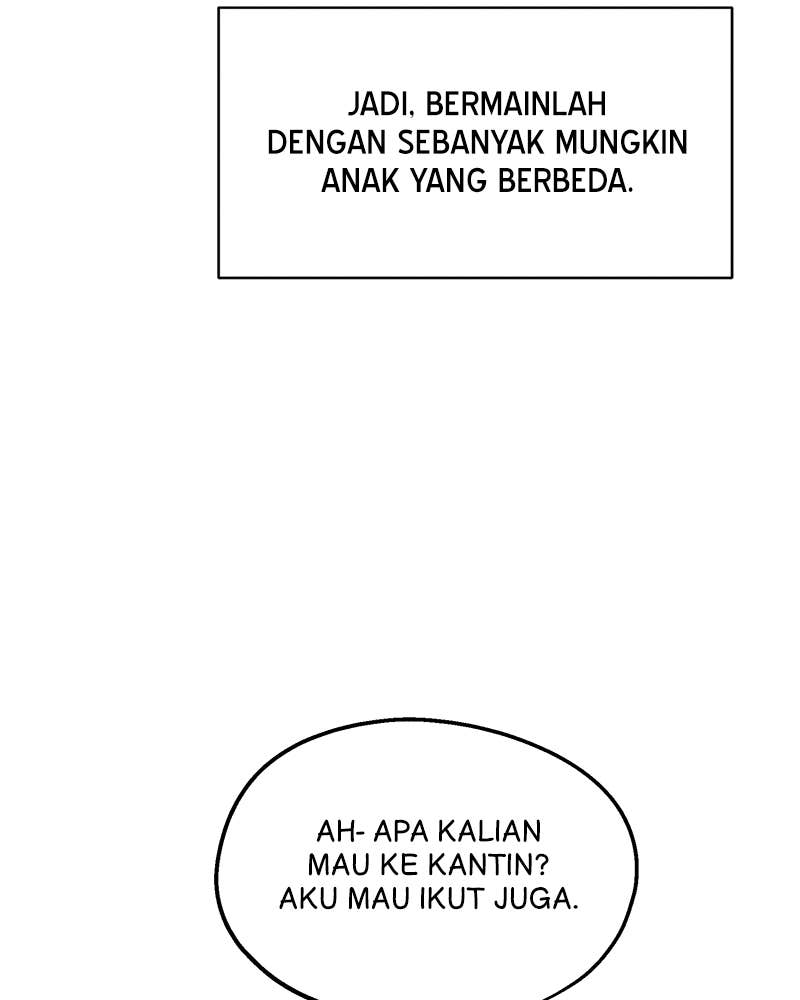 JADI, BERMAINLAH
DENGAN SEBANYAK MUNGKIN
ANAK YANG BERBEDA.
AH- APA KALIAN
MAU KE KANTIN?
AKU MAU IKUT JUGA.